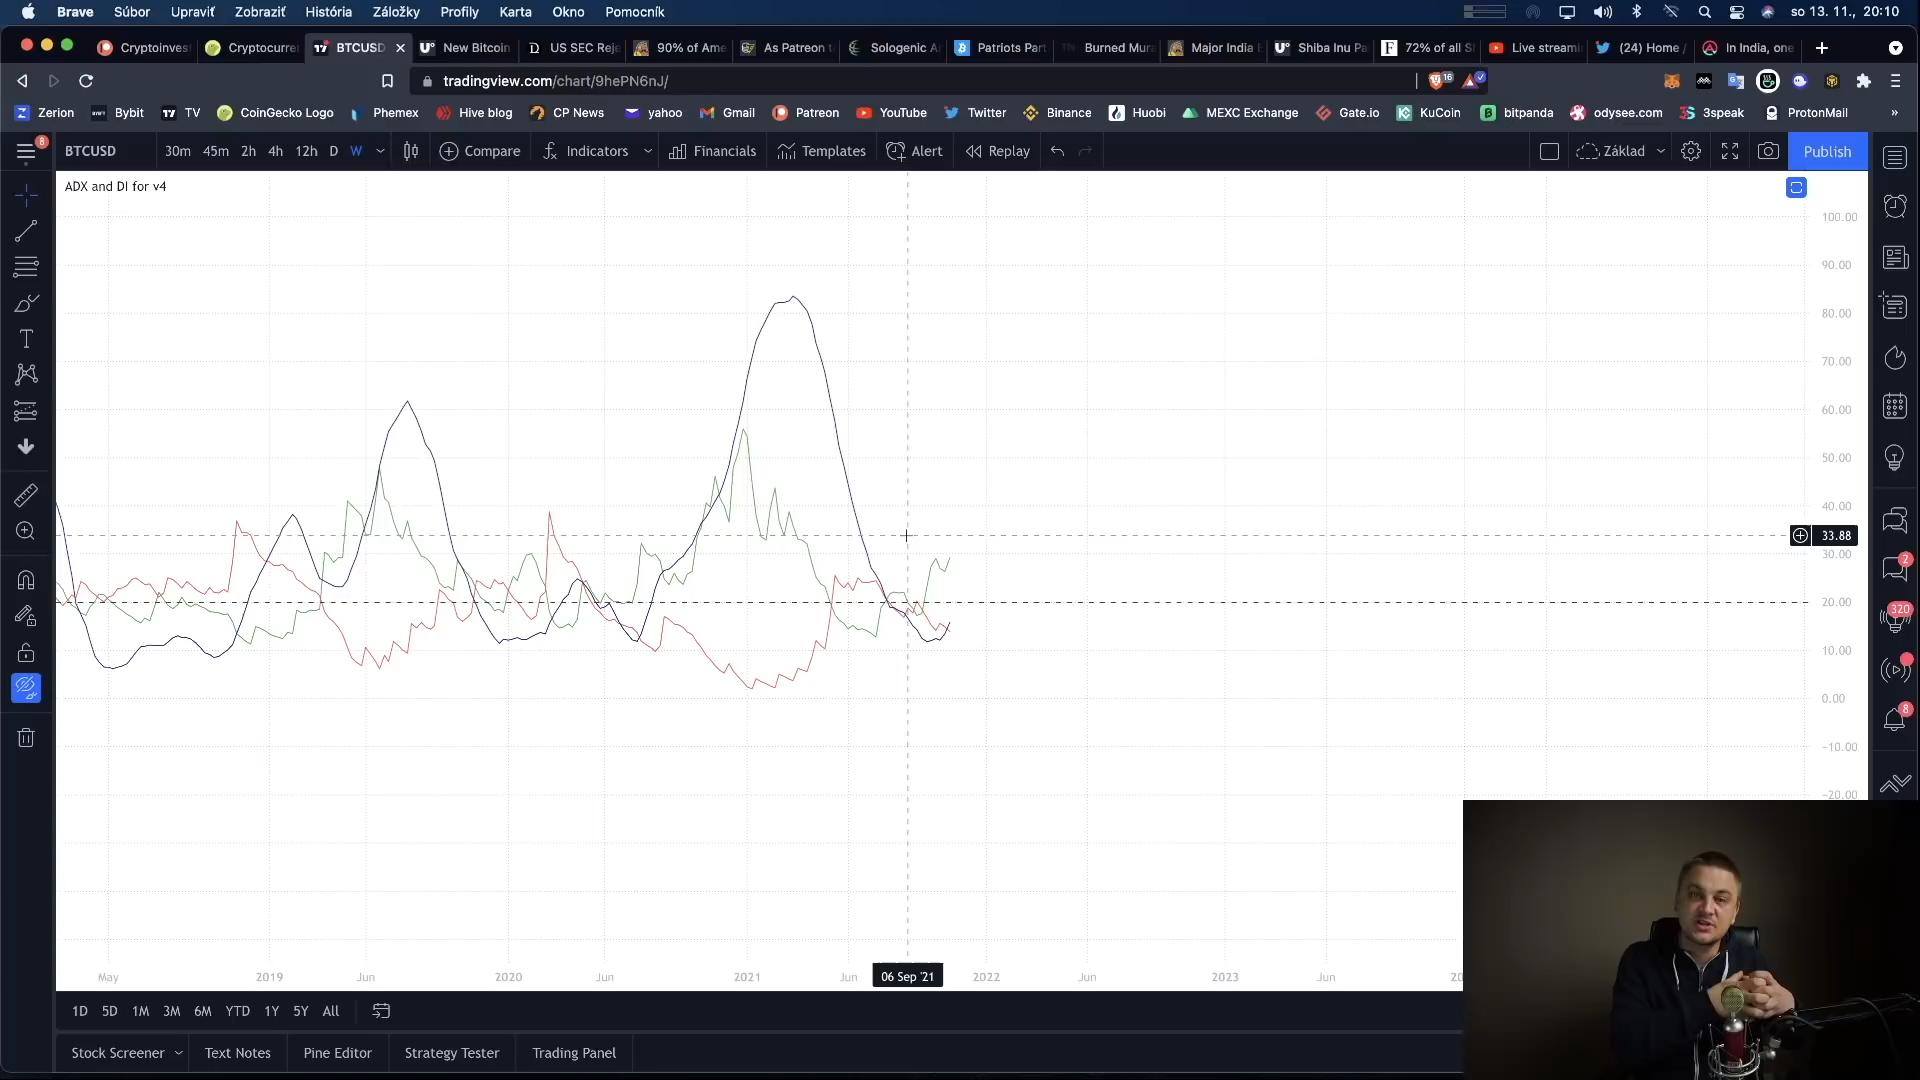 Brave Súbor Upraviť Zobraziť História Záložky Profily Karta Okno Pomocník so 13. 11., 20:10
Cryptoinves Cryptocurre BTCUSD New Bitcoin US SEC Reje 90% of Ame As Patreon t Sologenic A Patriots Part Burned Mura Major India E Shiba Inu Pa 72% of all S Live streami (24) Home / In India, one
tradingview.com/chart/9hePN6nJ/ 16
Zerion Bybit TV CoinGecko Logo Phemex Hive blog CP News yahoo Gmail Patreon YouTube Twitter Binance Huobi MEXC Exchange Gate.io KuCoin bitpanda odysee.com 3speak ProtonMail »
8 BTCUSD 30m 45m 2h 4h 12h D W Compare Indicators Financials Templates Alert Replay Základ Publish
ADX and DI for v4
100.00
90.00
80.00
70.00
60.00
50.00
40.00
33.88
30.00
20.00
10.00
0.00
-10.00
-20.00
2
320
8
May 2019 Jun 2020 Jun 2021 Jun 06 Sep '21 2022 Jun 2023 Jun 20
1D 5D 1M 3M 6M YTD 1Y 5Y All
Stock Screener Text Notes Pine Editor Strategy Tester Trading Panel